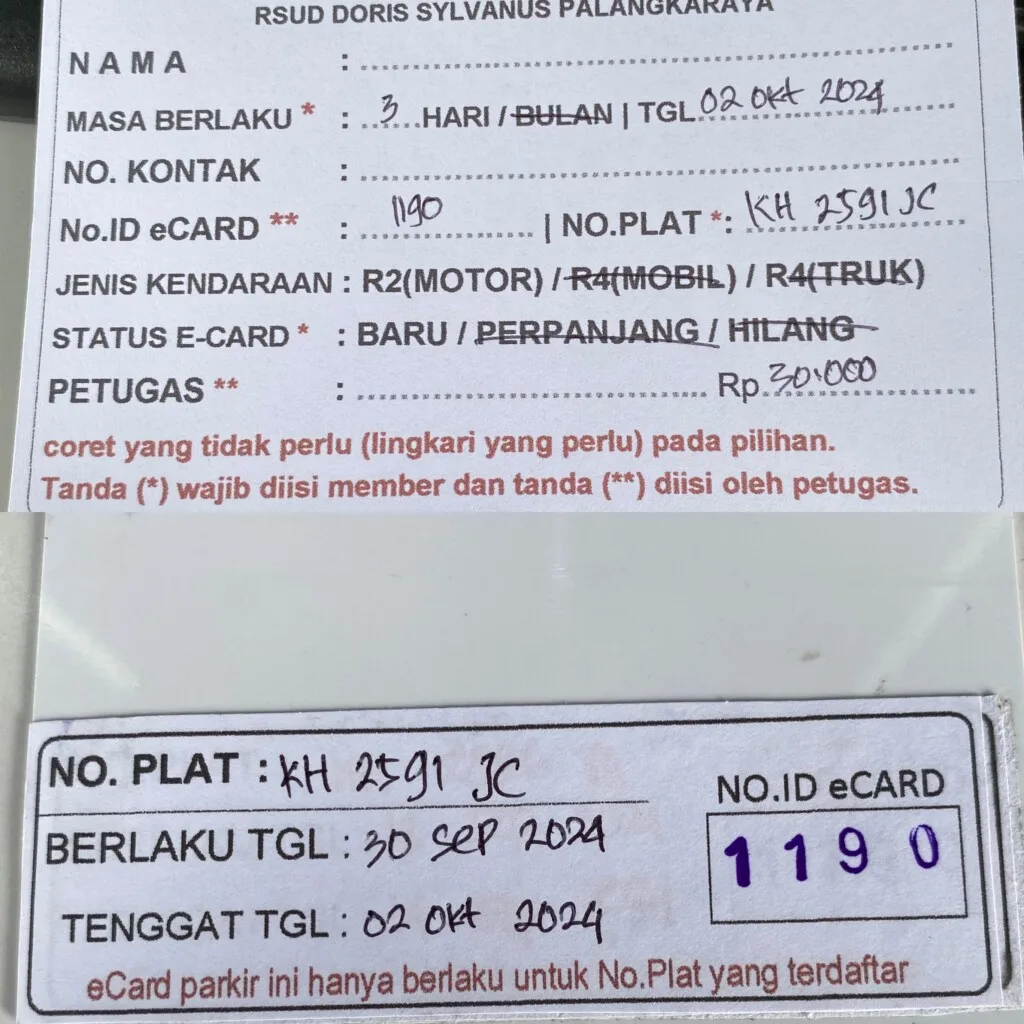 RSUD DORIS SYLVANUS PALANGKARAYA
N A M A :
MASA BERLAKU * : 3 HARI / BULAN | TGL 02 Okt 2024
NO. KONTAK :
No.ID eCARD ** : 1190 | NO.PLAT *: KH 2591 JC
JENIS KENDARAAN : R2(MOTOR) / R4(MOBIL) / R4(TRUK)
STATUS E-CARD * : BARU / PERPANJANG / HILANG
PETUGAS ** : Rp. 30.000
coret yang tidak perlu (lingkari yang perlu) pada pilihan.
Tanda (*) wajib diisi member dan tanda (**) diisi oleh petugas.
NO. PLAT : KH 2591 JC
NO.ID eCARD
BERLAKU TGL : 30 Sep 2024
1190
TENGGAT TGL : 02 Okt 2024
eCard parkir ini hanya berlaku untuk No.Plat yang terdaftar